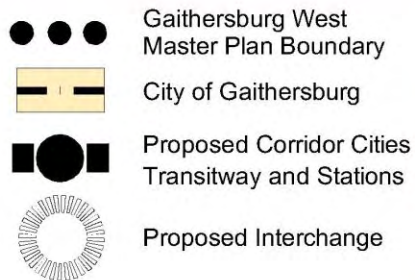 Gaithersburg West
Master Plan Boundary
City of Gaithersburg
Proposed Corridor Cities
Transitway and Stations
Proposed Interchange